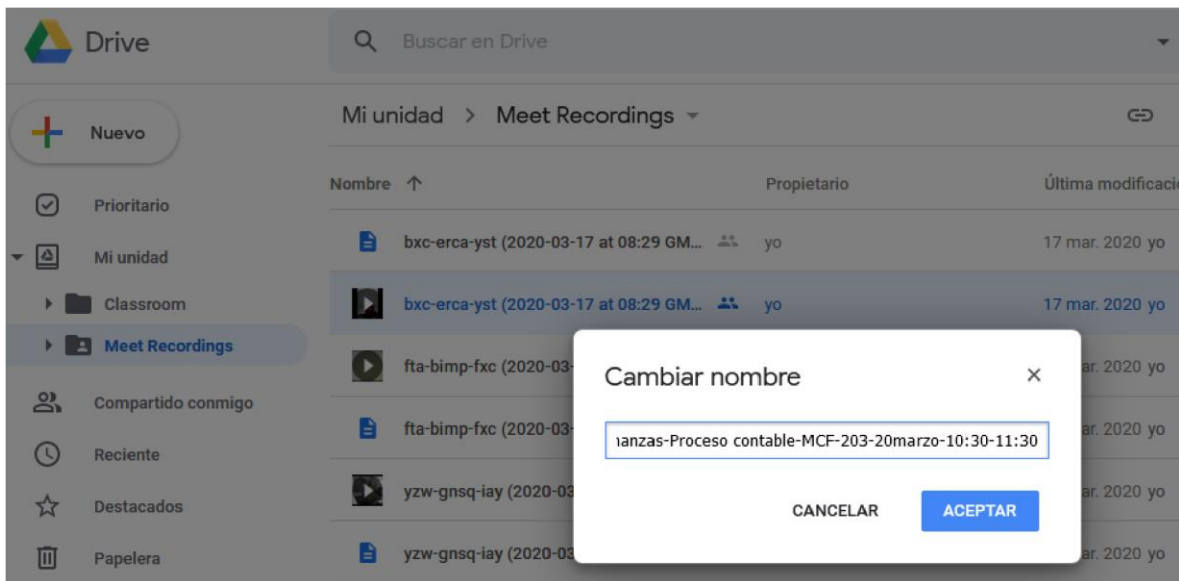 Drive
Buscar en Drive
Nuevo
Mi unidad > Meet Recordings
Nombre Propietario Última modificaci
Prioritario
Mi unidad
Classroom
Meet Recordings
Compartido conmigo
Reciente
Destacados
Papelera
bxc-erca-yst (2020-03-17 at 08:29 GM... yo 17 mar. 2020 yo
bxc-erca-yst (2020-03-17 at 08:29 GM... yo 17 mar. 2020 yo
fta-bimp-fxc (2020-03- ar. 2020 yo
fta-bimp-fxc (2020-03- ar. 2020 yo
yzw-gnsq-iay (2020-03 ar. 2020 yo
yzw-gnsq-iay (2020-03 ar. 2020 yo
Cambiar nombre
anzas-Proceso contable-MCF-203-20marzo-10:30-11:30
CANCELAR ACEPTAR